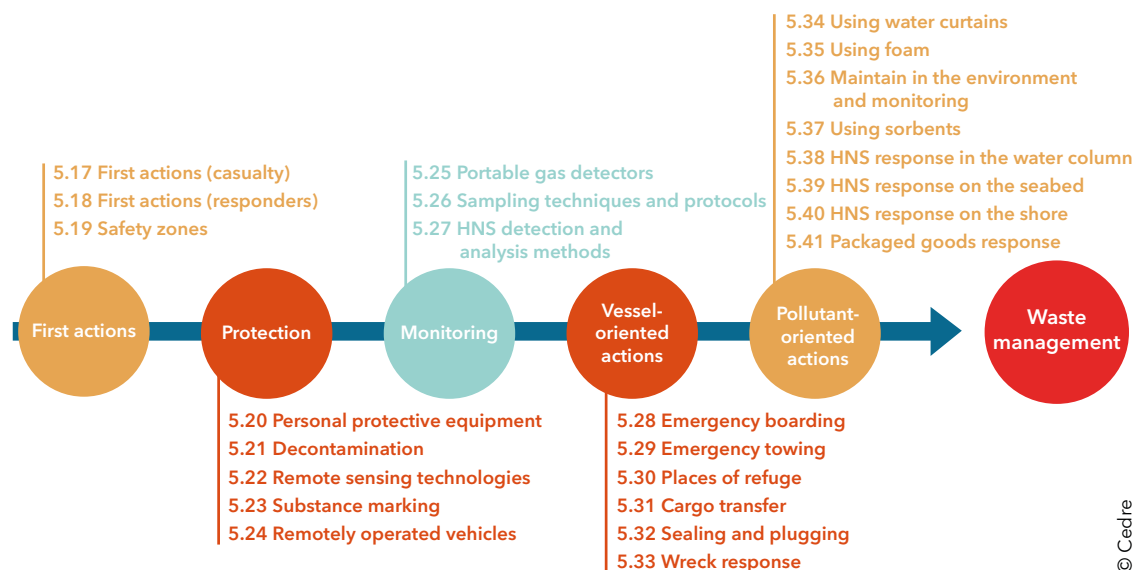 5.34 Using water curtains
5.35 Using foam
5.36 Maintain in the environment
and monitoring
5.37 Using sorbents
5.38 HNS response in the water column
5.39 HNS response on the seabed
5.40 HNS response on the shore
5.41 Packaged goods response
5.17 First actions (casualty)
5.18 First actions (responders)
5.19 Safety zones
5.25 Portable gas detectors
5.26 Sampling techniques and protocols
5.27 HNS detection and
analysis methods
First actions
Protection
Monitoring
Vessel-
oriented
actions
Pollutant-
oriented
actions
Waste
management
5.20 Personal protective equipment
5.21 Decontamination
5.22 Remote sensing technologies
5.23 Substance marking
5.24 Remotely operated vehicles
5.28 Emergency boarding
5.29 Emergency towing
5.30 Places of refuge
5.31 Cargo transfer
5.32 Sealing and plugging
5.33 Wreck response
© Cedre